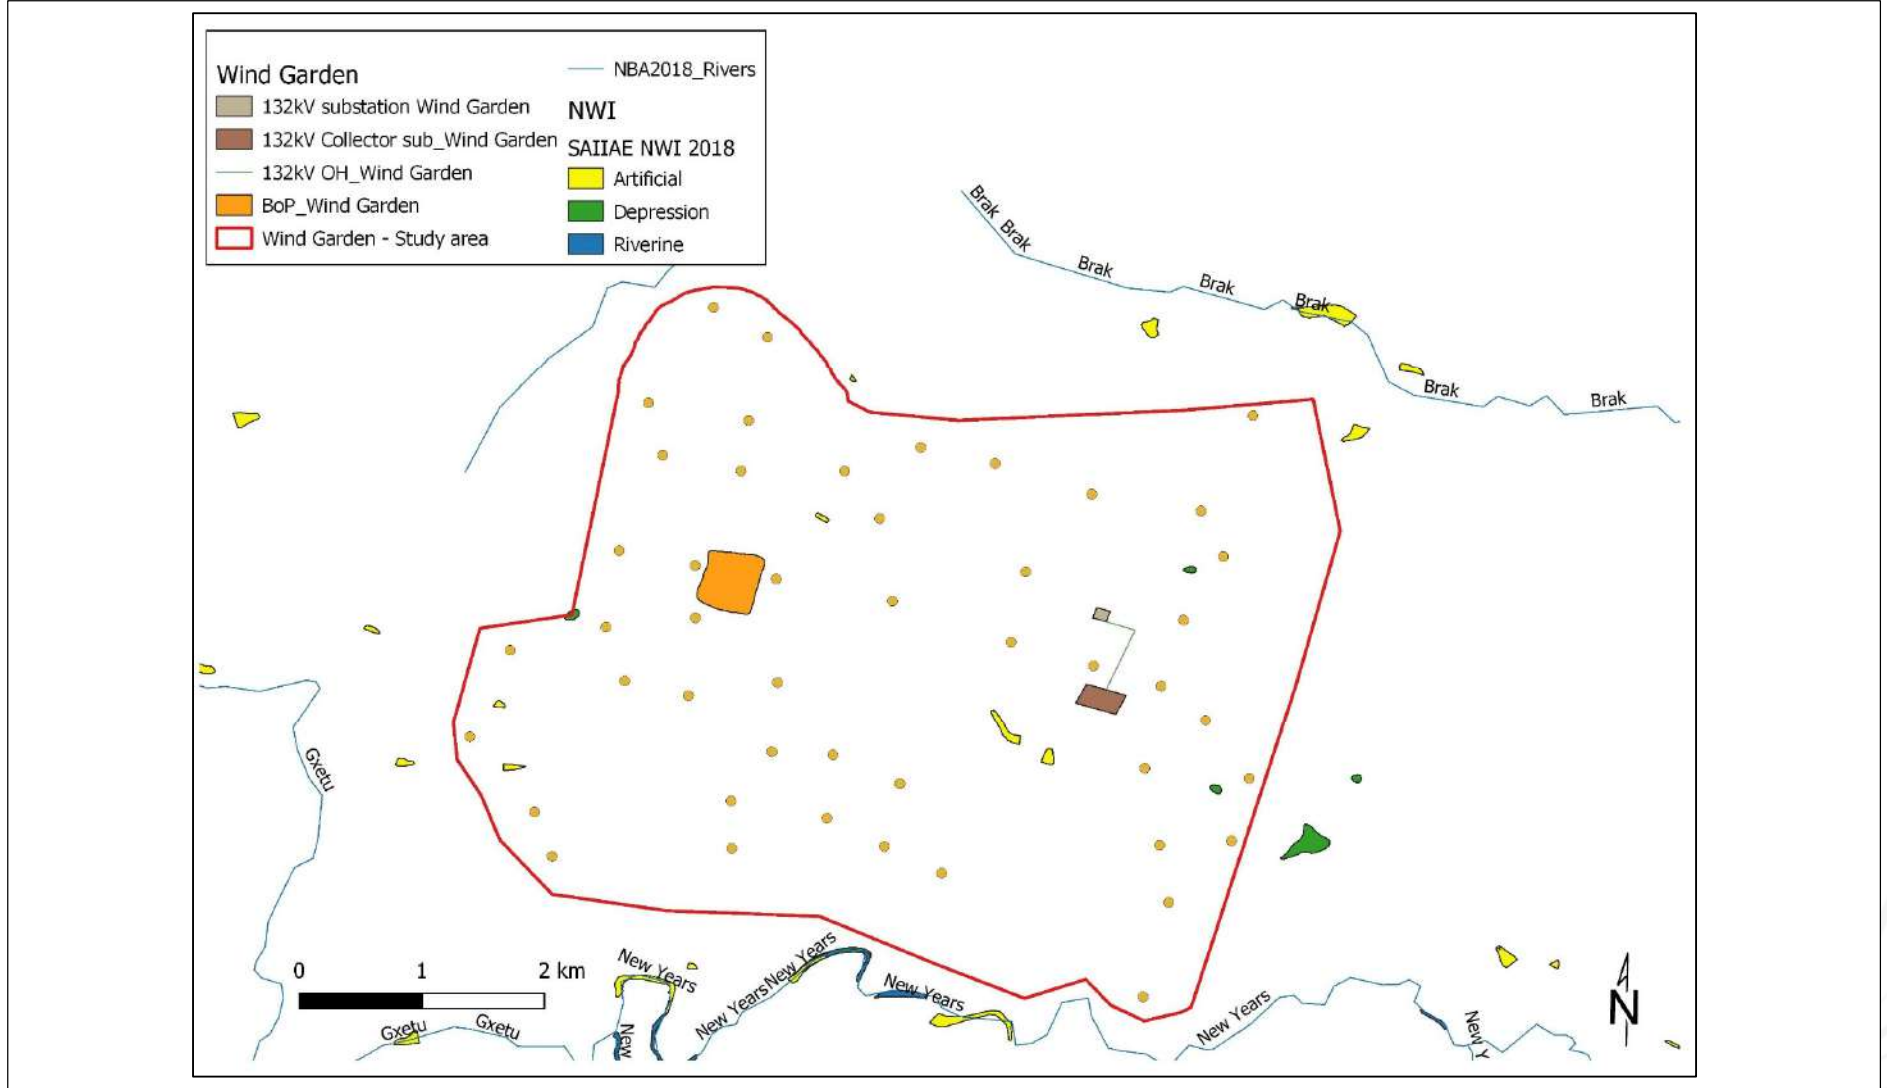 Wind Garden
132kV substation Wind Garden
132kV Collector sub_Wind Garden
132kV OH_Wind Garden
BoP_Wind Garden
Wind Garden - Study area
NBA2018_Rivers
NWI
SAIIAE NWI 2018
Artificial
Depression
Riverine
Brak
Brak
Brak
Brak
Brak
Brak
Brak
Gxetu
0 1 2 km
New Years
New Years
New Years
New Years
New Years
New Y
New
Gxetu
Gxetu
N